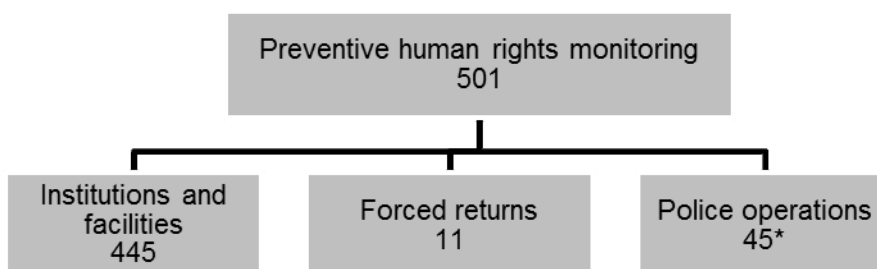 Preventive human rights monitoring
501
Institutions and
facilities
445
Forced returns
11
Police operations
45*